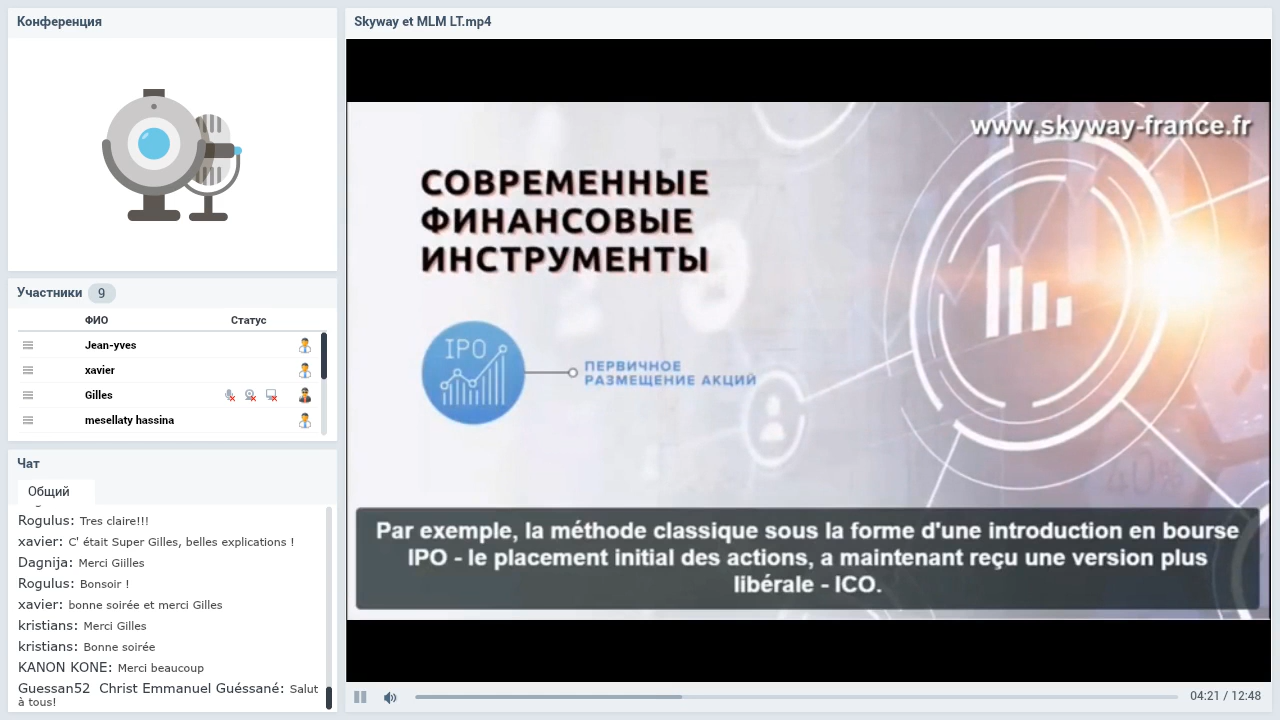 Конференция
Участники 9
ФИО Статус
Jean-yves
xavier
Gilles
mesellaty hassina
Чат
Общий
Rogulus: Tres claire!!!
xavier: C' était Super Gilles, belles explications !
Dagnija: Merci Giilles
Rogulus: Bonsoir !
xavier: bonne soirée et merci Gilles
kristians: Merci Gilles
kristians: Bonne soirée
KANON KONE: Merci beaucoup
Guessan52 Christ Emmanuel Guéssané: Salut
à tous!
Skyway et MLM LT.mp4
www.skyway-france.fr
СОВРЕМЕННЫЕ
ФИНАНСОВЫЕ
ИНСТРУМЕНТЫ
IPO
ПЕРВИЧНОЕ
РАЗМЕЩЕНИЕ АКЦИЙ
40%
Par exemple, la méthode classique sous la forme d'une introduction en bourse
IPO - le placement initial des actions, a maintenant reçu une version plus
libérale - ICO.
04:21 / 12:48